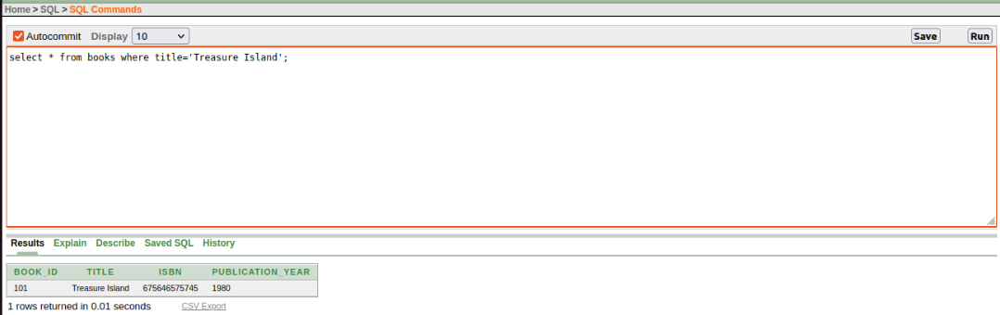 Home > SQL > SQL Commands
Autocommit Display 10 Save Run
select * from books where title='Treasure Island';
Results Explain Describe Saved SQL History
BOOK_ID TITLE ISBN PUBLICATION_YEAR
101 Treasure Island 675646575745 1980
1 rows returned in 0.01 seconds CSV Export